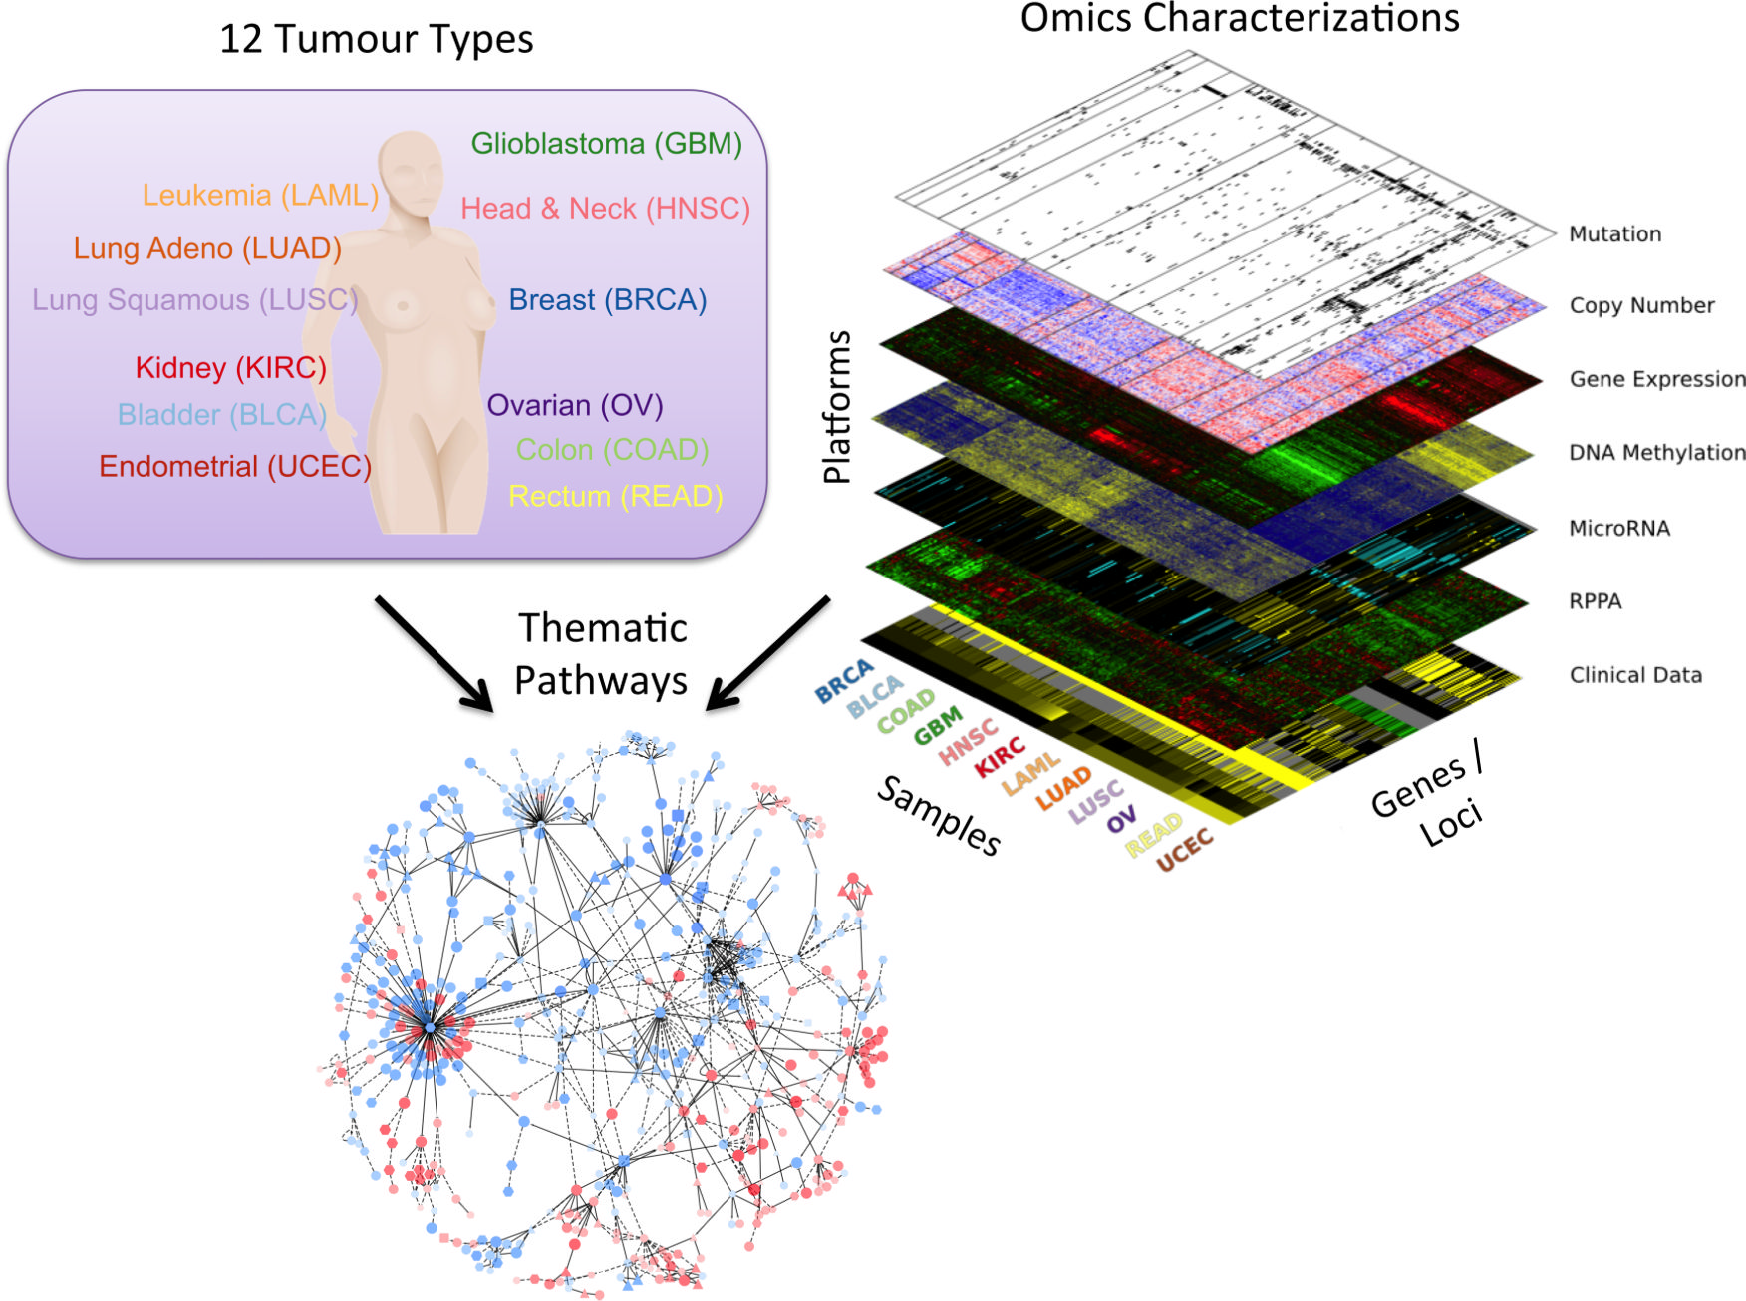 12 Tumour Types
Glioblastoma (GBM)
Leukemia (LAML)
Head & Neck (HNSC)
Lung Adeno (LUAD)
Lung Squamous (LUSC)
Breast (BRCA)
Kidney (KIRC)
Bladder (BLCA)
Ovarian (OV)
Endometrial (UCEC)
Colon (COAD)
Rectum (READ)
Omics Characterizations
Platforms
Mutation
Copy Number
Gene Expression
DNA Methylation
MicroRNA
RPPA
Clinical Data
BRCA
BLCA
COAD
GBM
HNSC
KIRC
LAML
LUAD
LUSC
OV
READ
UCEC
Samples
Genes /
Loci
Thematic
Pathways